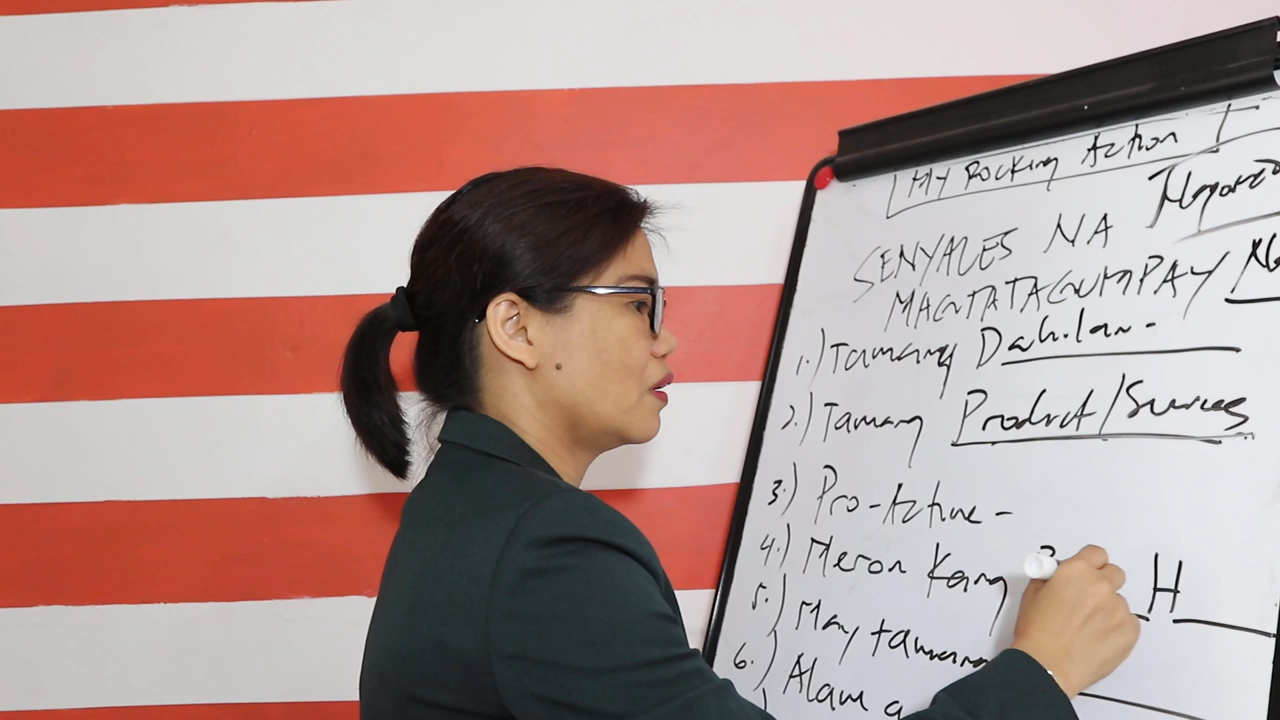 MY ROCKING ACTION
SENYALES NA
MAGTATAGUMPAY
1.) Tamang Dahilan-
2.) Tamang Product/Services
3.) Pro-Active-
4.) Meron Kang
H
5.) May tamang
6.) Alam